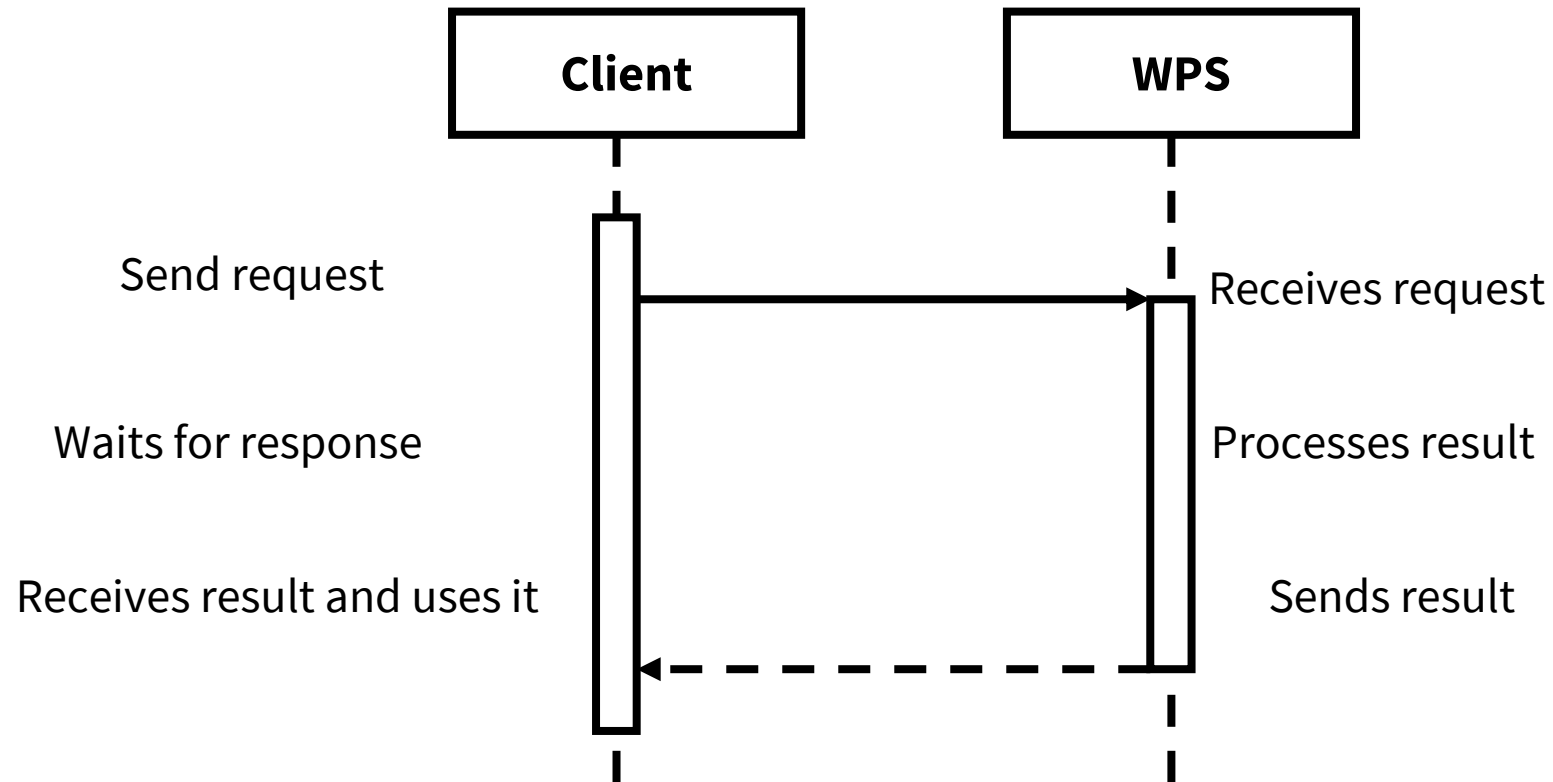 Client
WPS
Send request
Receives request
Waits for response
Processes result
Receives result and uses it
Sends result